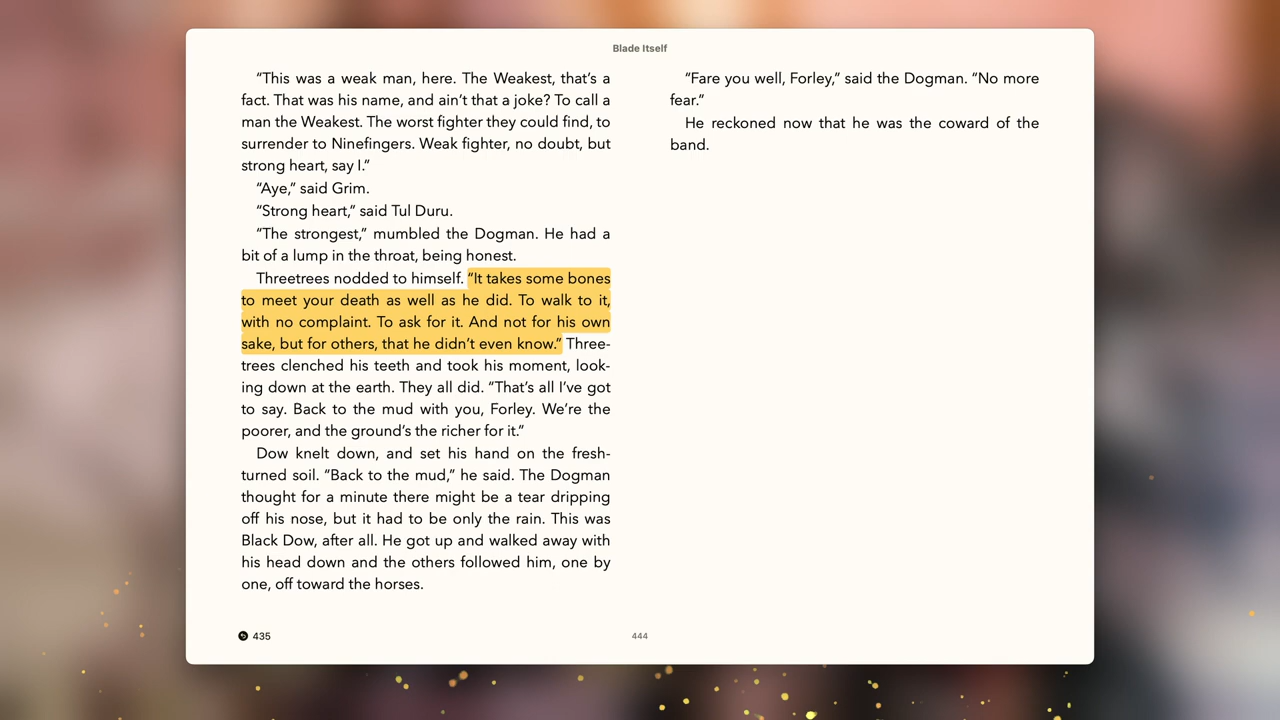 Blade Itself
“This was a weak man, here. The Weakest, that’s a
fact. That was his name, and ain’t that a joke? To call a
man the Weakest. The worst fighter they could find, to
surrender to Ninefingers. Weak fighter, no doubt, but
strong heart, say I.”
“Aye,” said Grim.
“Strong heart,” said Tul Duru.
“The strongest,” mumbled the Dogman. He had a
bit of a lump in the throat, being honest.
Threetrees nodded to himself. “It takes some bones
to meet your death as well as he did. To walk to it,
with no complaint. To ask for it. And not for his own
sake, but for others, that he didn’t even know.” Three-
trees clenched his teeth and took his moment, look-
ing down at the earth. They all did. “That’s all I’ve got
to say. Back to the mud with you, Forley. We’re the
poorer, and the ground’s the richer for it.”
Dow knelt down, and set his hand on the fresh-
turned soil. “Back to the mud,” he said. The Dogman
thought for a minute there might be a tear dripping
off his nose, but it had to be only the rain. This was
Black Dow, after all. He got up and walked away with
his head down and the others followed him, one by
one, off toward the horses.
“Fare you well, Forley,” said the Dogman. “No more
fear.”
He reckoned now that he was the coward of the
band.
435
444